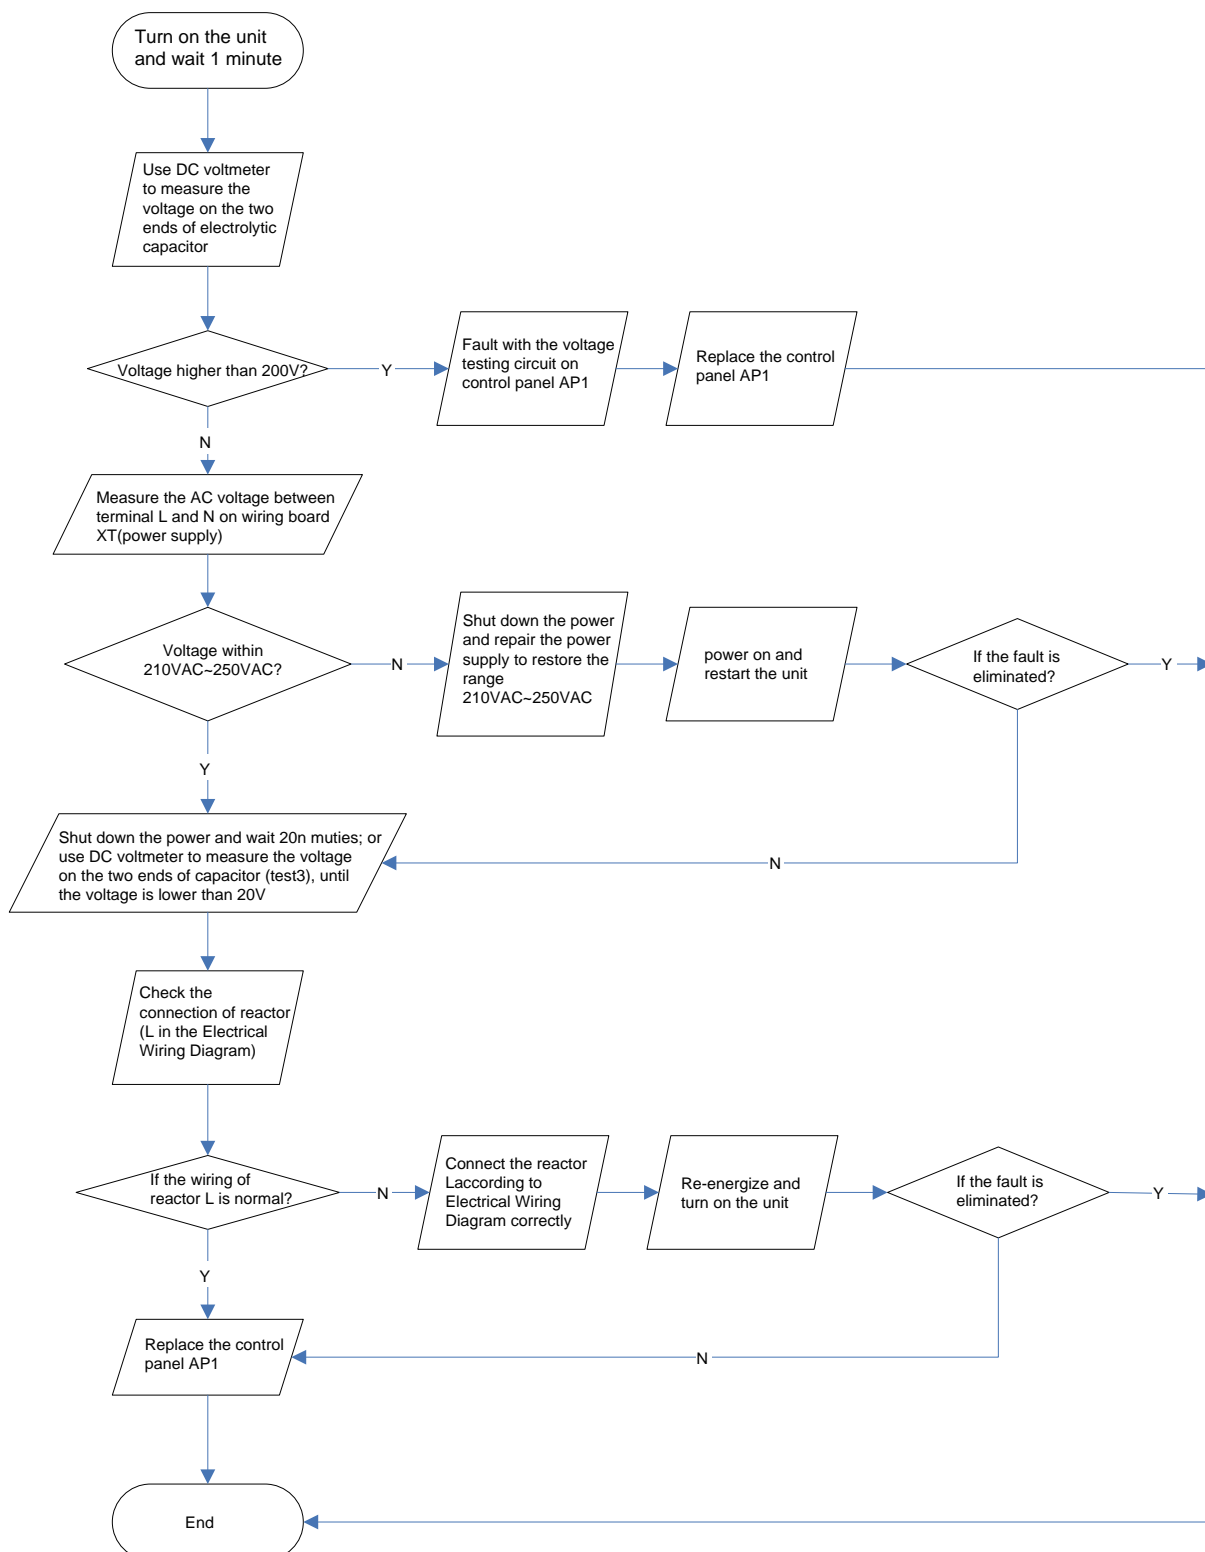 Turn on the unit
and wait 1 minute
Use DC voltmeter
to measure the
voltage on the two
ends of electrolytic
capacitor
Voltage higher than 200V?
Y
Fault with the voltage
testing circuit on
control panel AP1
Replace the control
panel AP1
N
Measure the AC voltage between
terminal L and N on wiring board
XT(power supply)
Voltage within
210VAC~250VAC?
N
Shut down the power
and repair the power
supply to restore the
range
210VAC~250VAC
power on and
restart the unit
If the fault is
eliminated?
Y
Y
N
Shut down the power and wait 20n muties; or
use DC voltmeter to measure the voltage
on the two ends of capacitor (test3), until
the voltage is lower than 20V
Check the
connection of reactor
(L in the Electrical
Wiring Diagram)
If the wiring of
reactor L is normal?
N
Connect the reactor
Laccording to
Electrical Wiring
Diagram correctly
Re-energize and
turn on the unit
If the fault is
eliminated?
Y
Y
N
Replace the control
panel AP1
End